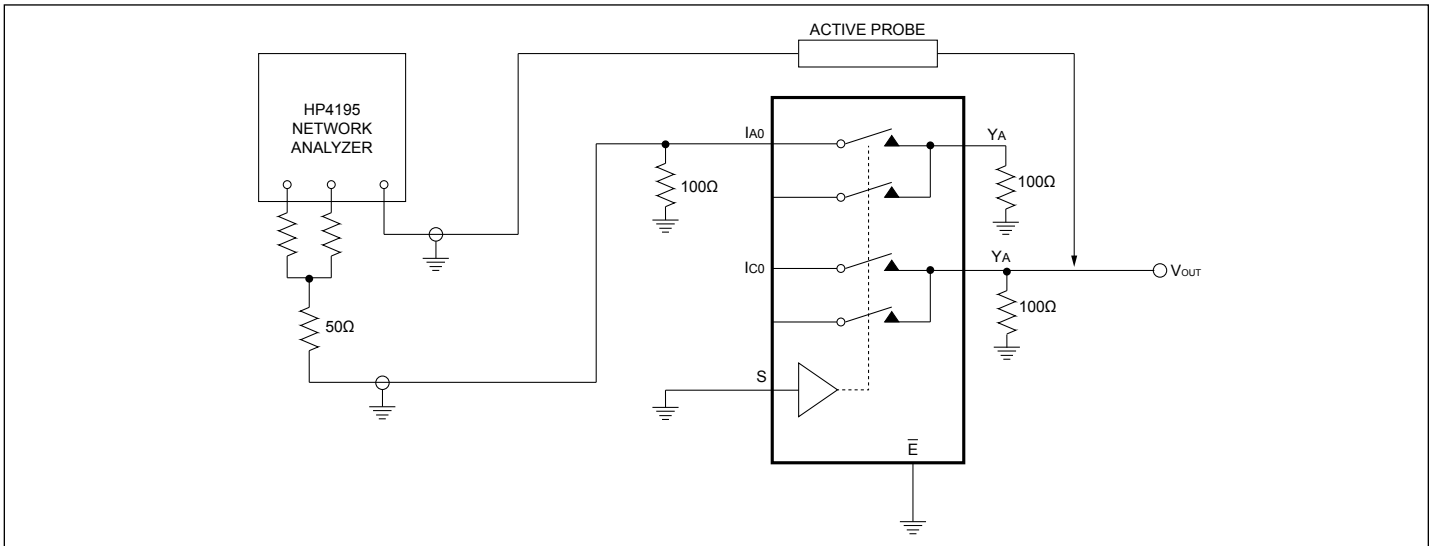 ACTIVE PROBE
HP4195
NETWORK
ANALYZER
IA0
YA
100Ω
100Ω
IC0
YA
VOUT
100Ω
50Ω
S
E̅